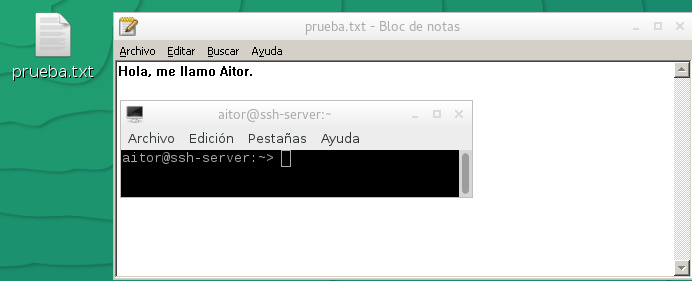 prueba.txt
prueba.txt - Bloc de notas
Archivo Editar Buscar Ayuda
Hola, me llamo Aitor.
aitor@ssh-server:~
Archivo Edición Pestañas Ayuda
aitor@ssh-server:~>